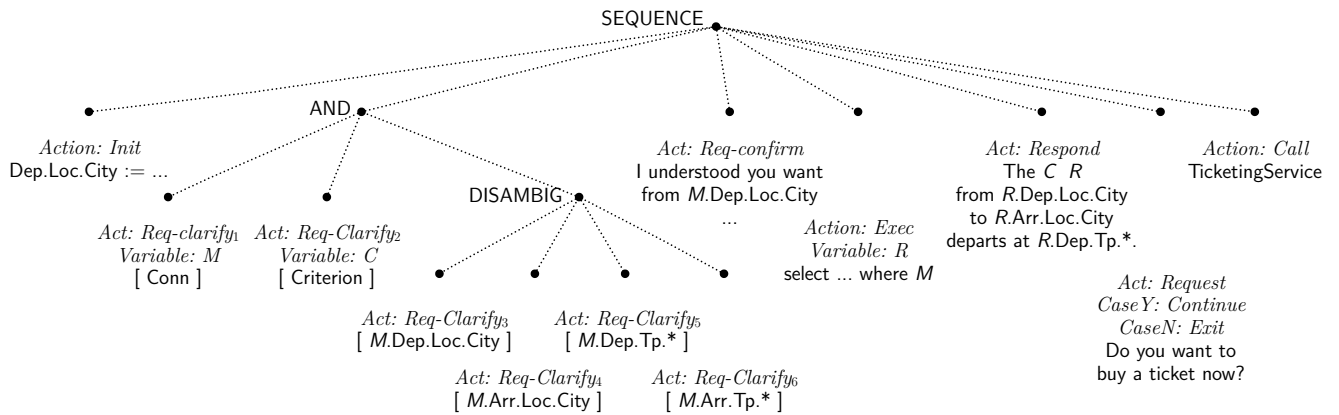 SEQUENCE
AND
Action: Init
Dep.Loc.City := ...
Act: Req-confirm
I understood you want
from M.Dep.Loc.City
...
Act: Respond
The C R
from R.Dep.Loc.City
to R.Arr.Loc.City
departs at R.Dep.Tp.*.
Action: Call
TicketingService
DISAMBIG
Act: Req-clarify₁
Variable: M
[ Conn ]
Act: Req-Clarify₂
Variable: C
[ Criterion ]
Action: Exec
Variable: R
select ... where M
Act: Request
CaseY: Continue
CaseN: Exit
Do you want to
buy a ticket now?
Act: Req-Clarify₃
[ M.Dep.Loc.City ]
Act: Req-Clarify₅
[ M.Dep.Tp.* ]
Act: Req-Clarify₄
[ M.Arr.Loc.City ]
Act: Req-Clarify₆
[ M.Arr.Tp.* ]